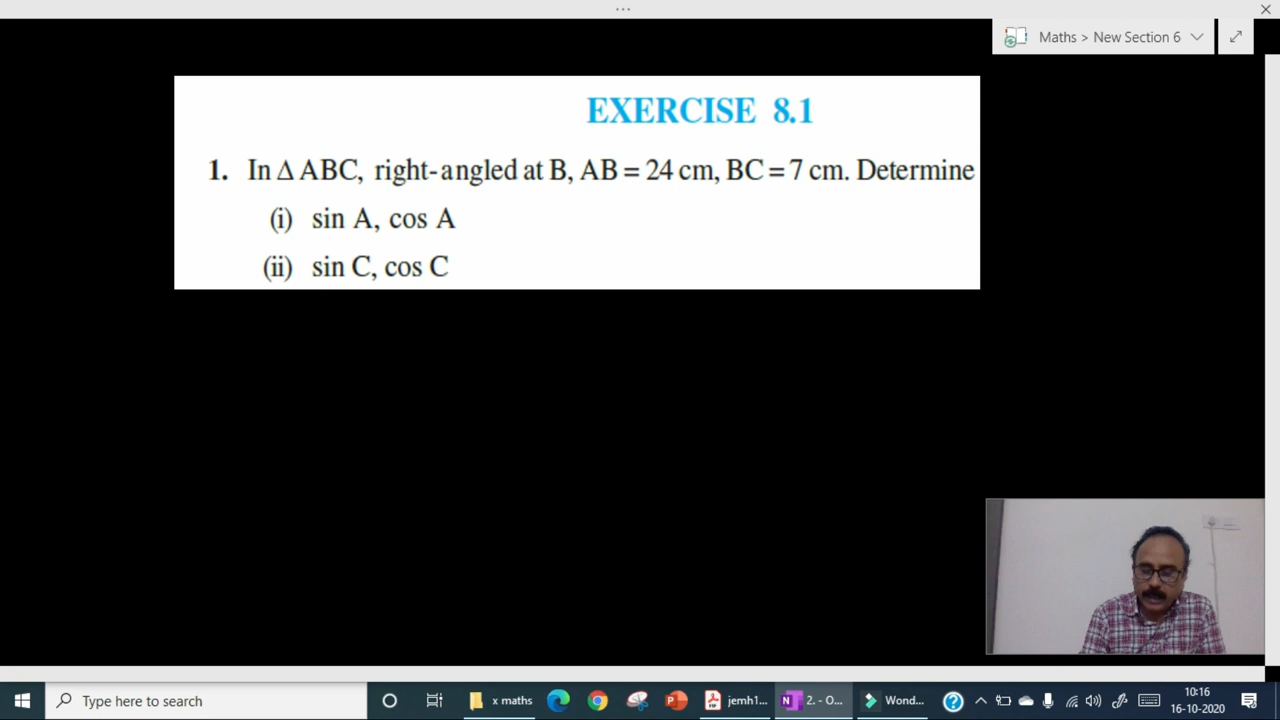 ...
Maths > New Section 6
EXERCISE 8.1
1. In Δ ABC, right-angled at B, AB = 24 cm, BC = 7 cm. Determine
(i) sin A, cos A
(ii) sin C, cos C
Type here to search
x maths
jemh1...
2. - O...
Wond...
10:16
16-10-2020